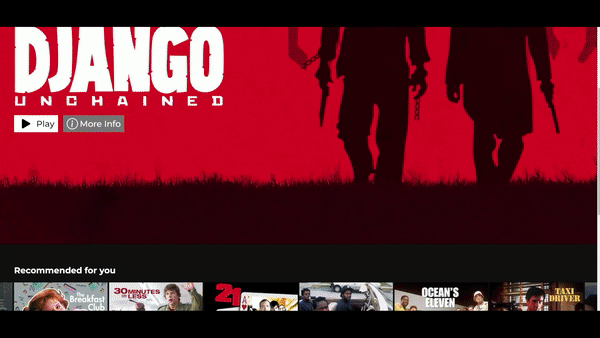 DJANGO
UNCHAINED
Play
More Info
Recommended for you
The
Breakfast
Club
30 MINUTES
OR LESS
21
OCEAN'S
ELEVEN
TAXI
DRIVER